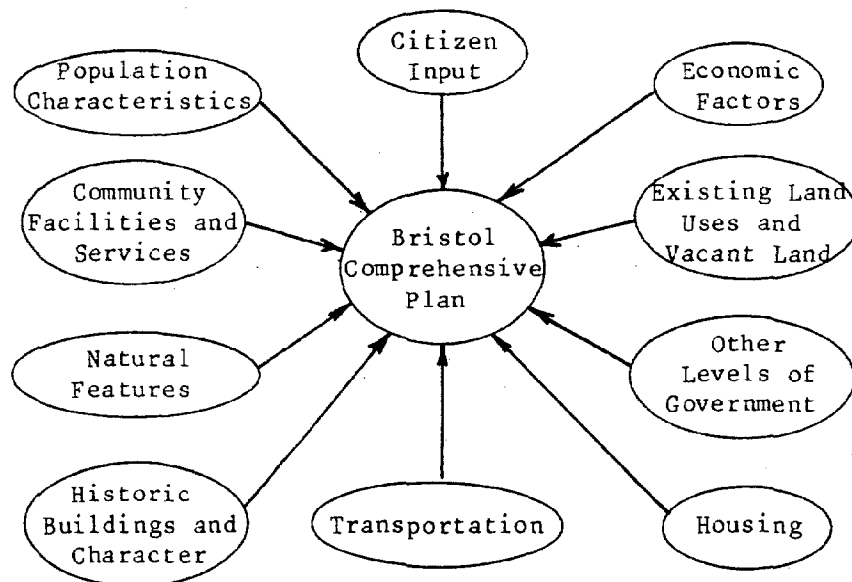 Citizen
Input
Population
Characteristics
Economic
Factors
Community
Facilities and
Services
Existing Land
Uses and
Vacant Land
Bristol
Comprehensive
Plan
Natural
Features
Other
Levels of
Government
Historic
Buildings and
Character
Transportation
Housing